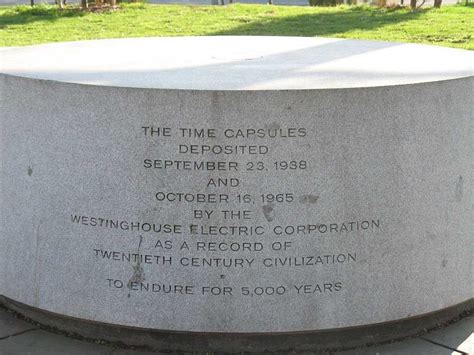 THE TIME CAPSULES
DEPOSITED
SEPTEMBER 23, 1938
AND
OCTOBER 16, 1965
BY THE
WESTINGHOUSE ELECTRIC CORPORATION
AS A RECORD OF
TWENTIETH CENTURY CIVILIZATION
TO ENDURE FOR 5,000 YEARS